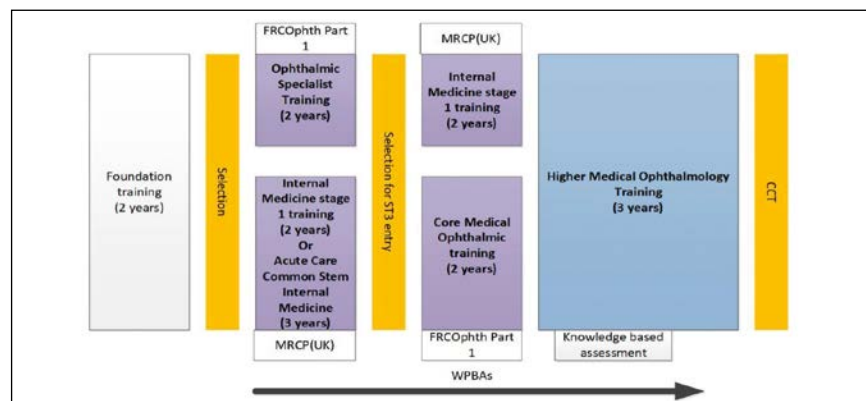 Foundation
training
(2 years)
Selection
FRCOphth Part
1
Ophthalmic
Specialist
Training
(2 years)
Internal
Medicine stage
1 training
(2 years)
Or
Acute Care
Common Stem
Internal
Medicine
(3 years)
MRCP(UK)
Selection for ST3 entry
MRCP(UK)
Internal
Medicine stage
1 training
(2 years)
Core Medical
Ophthalmic
training
(2 years)
FRCOphth Part
1
Higher Medical Ophthalmology
Training
(3 years)
Knowledge based
assessment
CCT
WPBAs